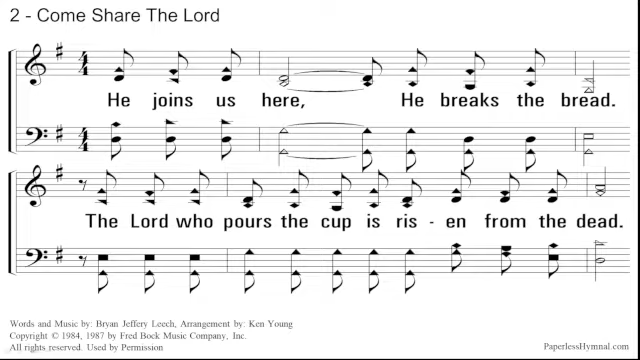 2 - Come Share The Lord
He joins us here, He breaks the bread.
The Lord who pours the cup is ris - en from the dead.
Words and Music by: Bryan Jeffery Leech, Arrangement by: Ken Young
Copyright © 1984, 1987 by Fred Bock Music Company, Inc.
All rights reserved. Used by Permission
PaperlessHymnal.com